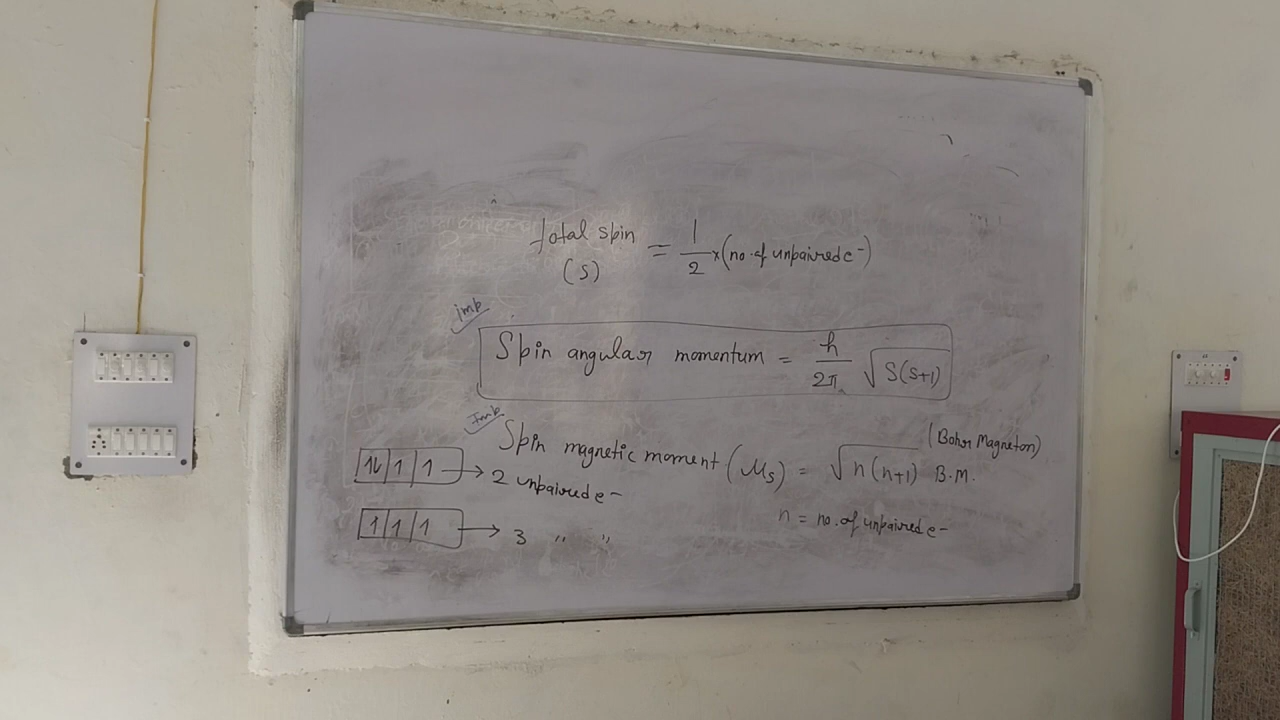 total spin = 1/2 × (no. of unpaired e-)
(S)
imp
Spin angular momentum = h/2π √S(S+1)
Imp
(Bohr Magneton)
Spin magnetic moment (μs) = √n(n+1) B.M.
n = no. of unpaired e-
1⇂ 1 1 → 2 unpaired e-
1 1 1 → 3 " "